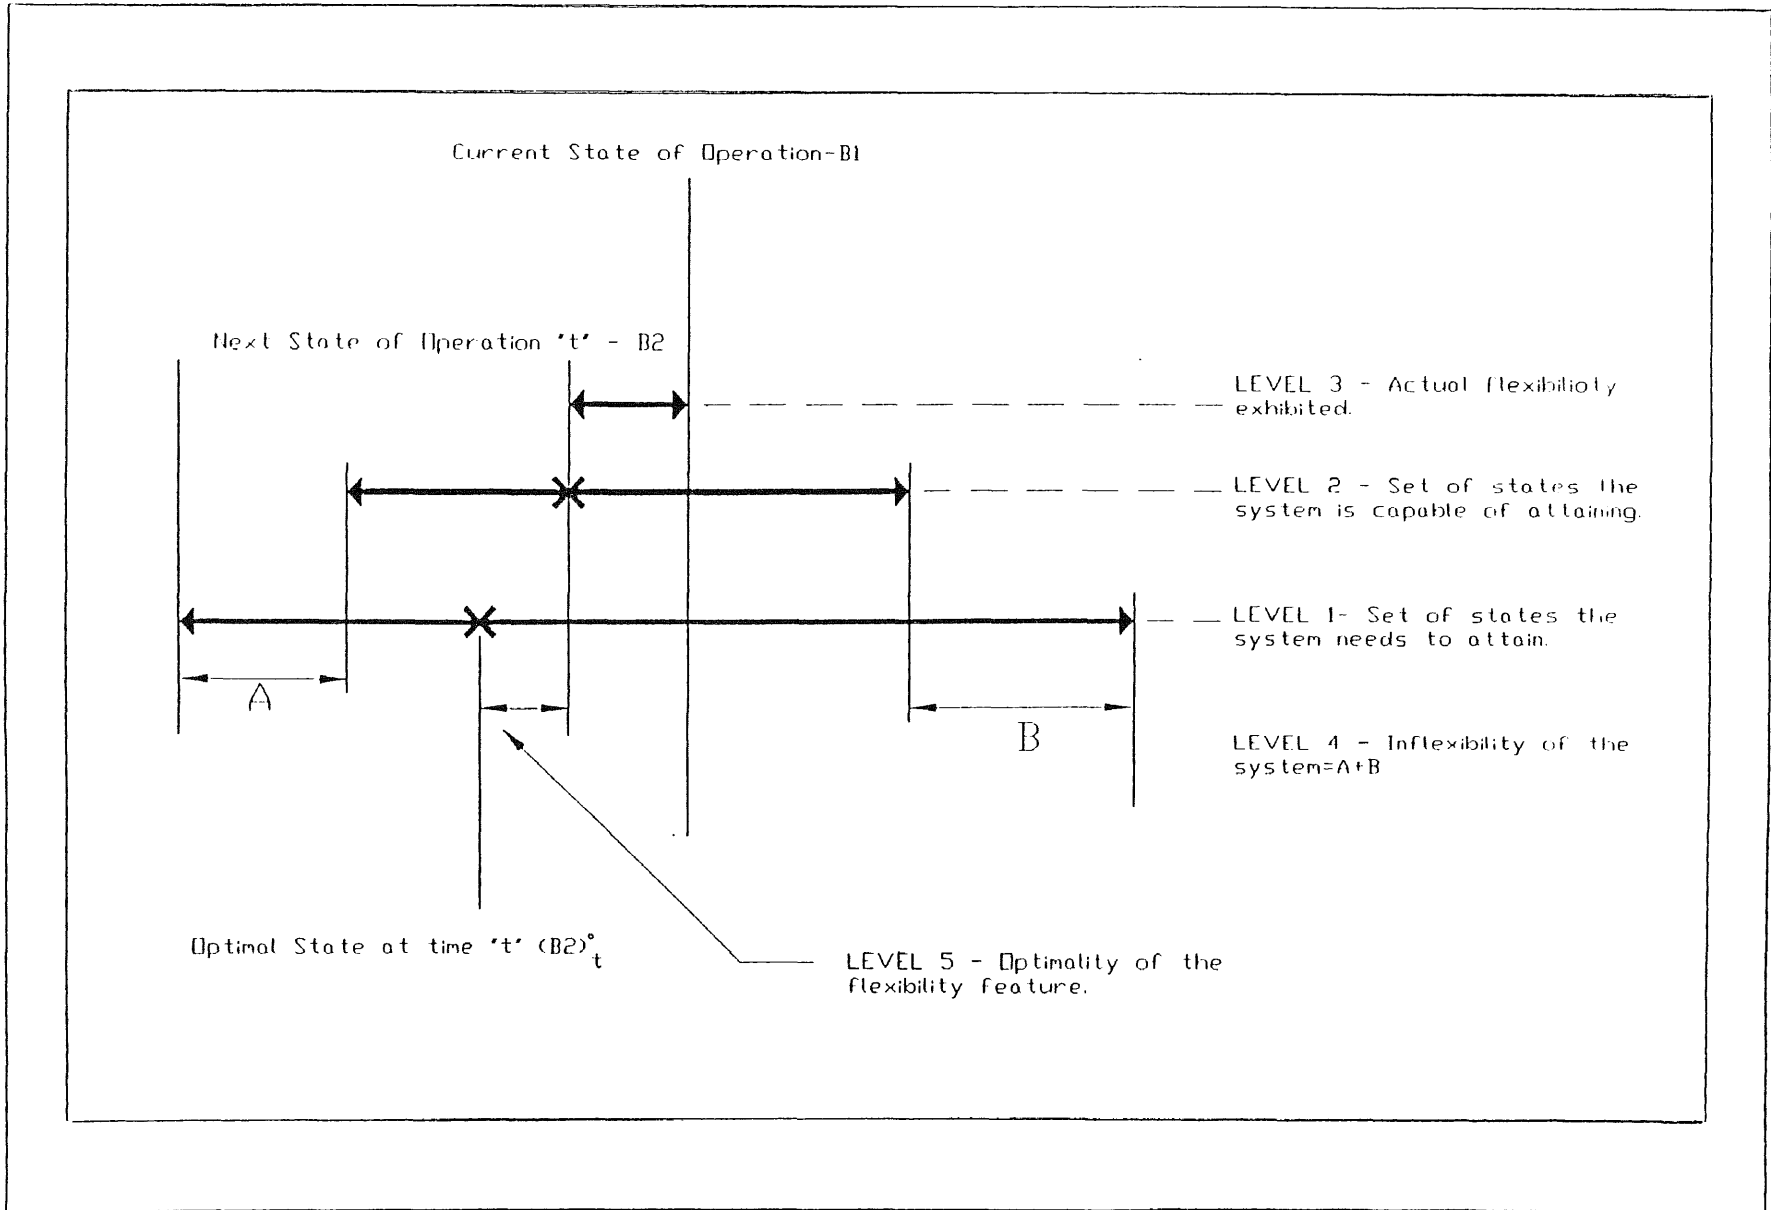 Current State of Operation-B1
Next State of Operation 't' - B2
LEVEL 3 - Actual flexibilioty
exhibited.
LEVEL 2 - Set of states the
system is capable of attaining.
LEVEL 1- Set of states the
system needs to attain.
A
B
LEVEL 4 - Inflexibility of the
system=A+B
Optimal State at time 't' (B2)°t
LEVEL 5 - Optimality of the
flexibility feature.